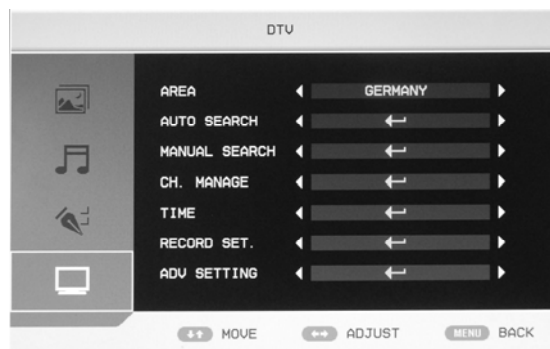 DTV
AREA GERMANY
AUTO SEARCH
MANUAL SEARCH
CH. MANAGE
TIME
RECORD SET.
ADV SETTING
MOVE ADJUST MENU BACK